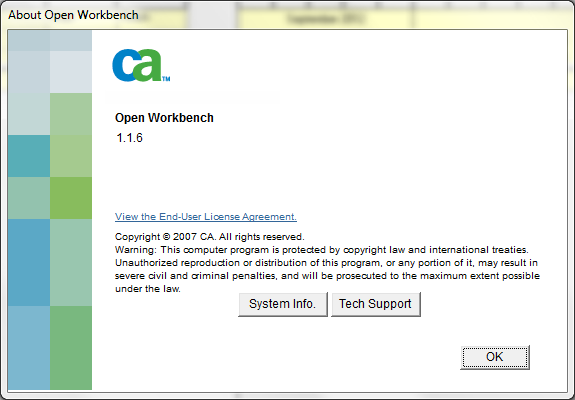 About Open Workbench
September 2012
ca™
Open Workbench
1.1.6
View the End-User License Agreement.
Copyright © 2007 CA. All rights reserved.
Warning: This computer program is protected by copyright law and international treaties.
Unauthorized reproduction or distribution of this program, or any portion of it, may result in
severe civil and criminal penalties, and will be prosecuted to the maximum extent possible
under the law.
System Info.
Tech Support
OK